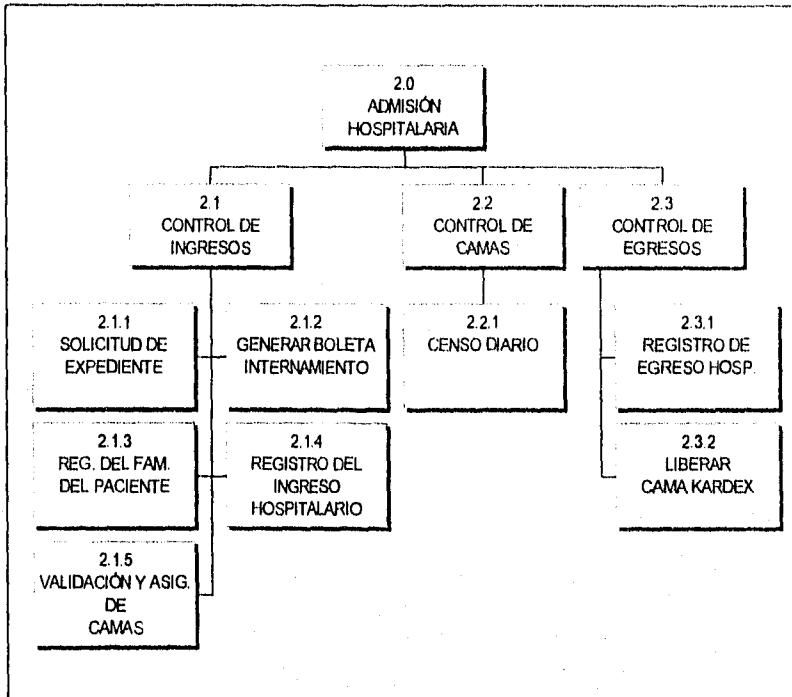 2.0
ADMISIÓN
HOSPITALARIA
2.1
CONTROL DE
INGRESOS
2.2
CONTROL DE
CAMAS
2.3
CONTROL DE
EGRESOS
2.1.1
SOLICITUD DE
EXPEDIENTE
2.1.2
GENERAR BOLETA
INTERNAMIENTO
2.2.1
CENSO DIARIO
2.3.1
REGISTRO DE
EGRESO HOSP.
2.1.3
REG. DEL FAM.
DEL PACIENTE
2.1.4
REGISTRO DEL
INGRESO
HOSPITALARIO
2.3.2
LIBERAR
CAMA, KARDEX
2.1.5
VALIDACIÓN Y ASIG.
DE
CAMAS